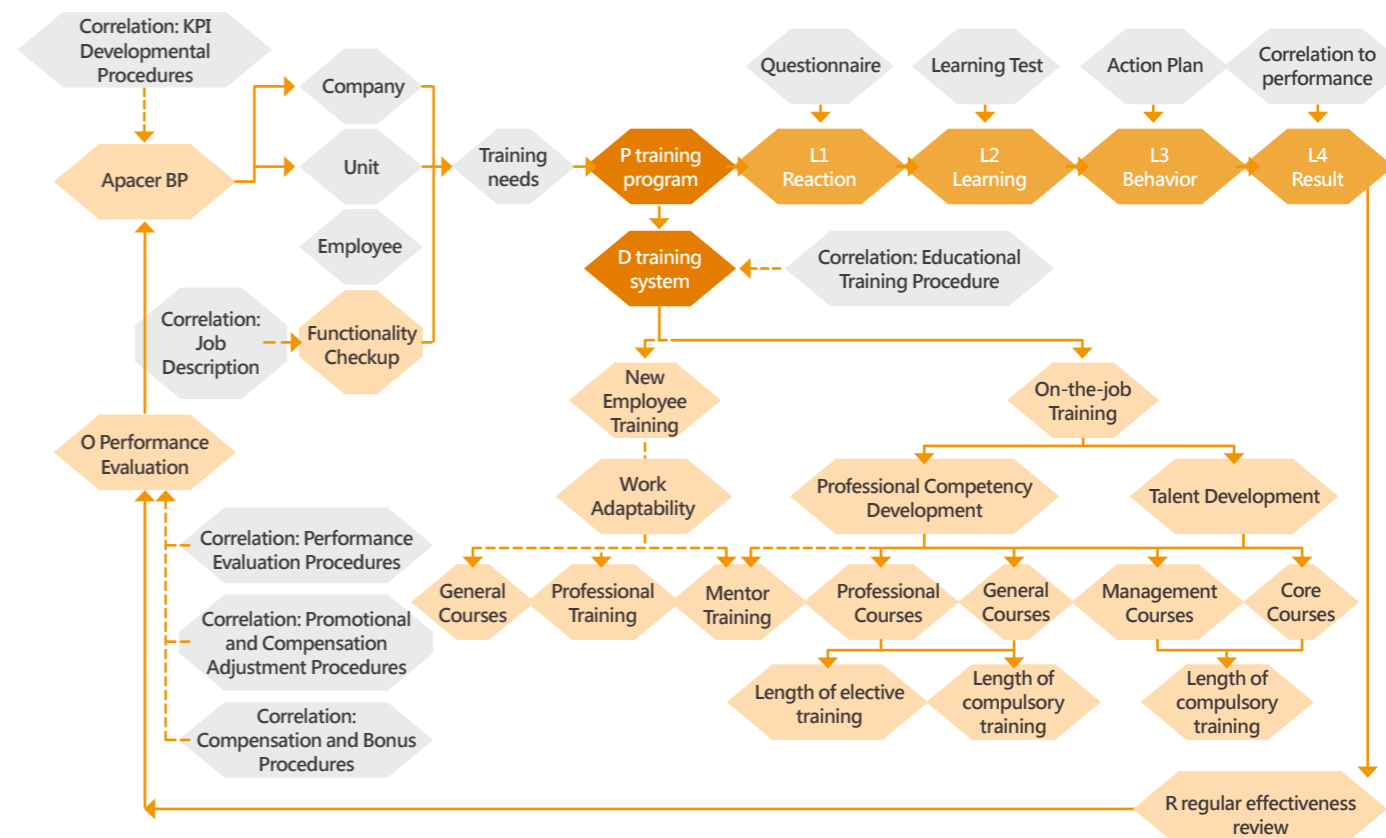 Correlation: KPI
Developmental
Procedures
Company
Questionnaire
Learning Test
Action Plan
Correlation to
performance
Apacer BP
Unit
Training
needs
P training
program
L1
Reaction
L2
Learning
L3
Behavior
L4
Result
Employee
D training
system
Correlation: Educational
Training Procedure
Correlation:
Job
Description
Functionality
Checkup
New
Employee
Training
On-the-job
Training
O Performance
Evaluation
Work
Adaptability
Professional Competency
Development
Talent Development
Correlation: Performance
Evaluation Procedures
General
Courses
Professional
Training
Mentor
Training
Professional
Courses
General
Courses
Management
Courses
Core
Courses
Correlation: Promotional
and Compensation
Adjustment Procedures
Length of elective
training
Length of
compulsory
training
Length of
compulsory
training
Correlation:
Compensation and Bonus
Procedures
R regular effectiveness
review